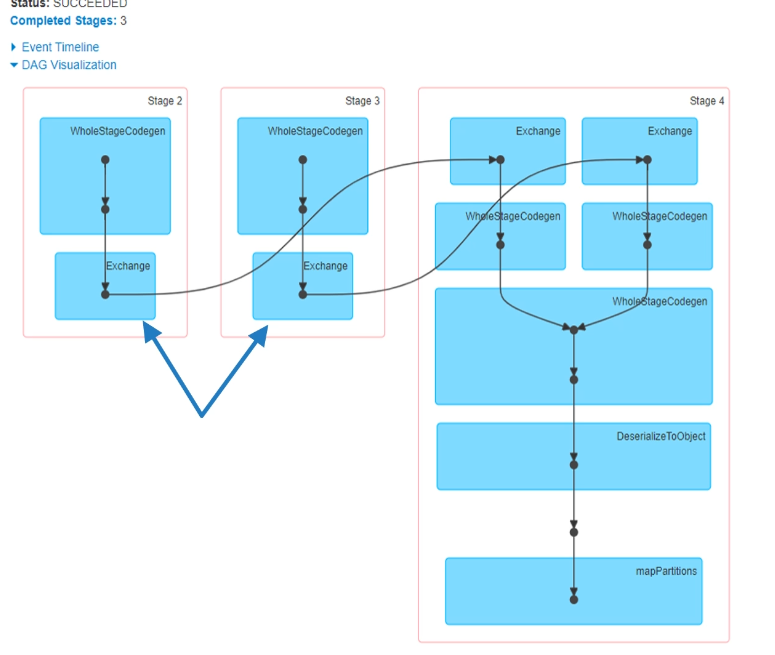 Status: SUCCEEDED
Completed Stages: 3
Event Timeline
DAG Visualization
Stage 2
Stage 3
Stage 4
WholeStageCodegen
WholeStageCodegen
Exchange
Exchange
WholeStageCodegen
WholeStageCodegen
Exchange
Exchange
WholeStageCodegen
DeserializeToObject
mapPartitions